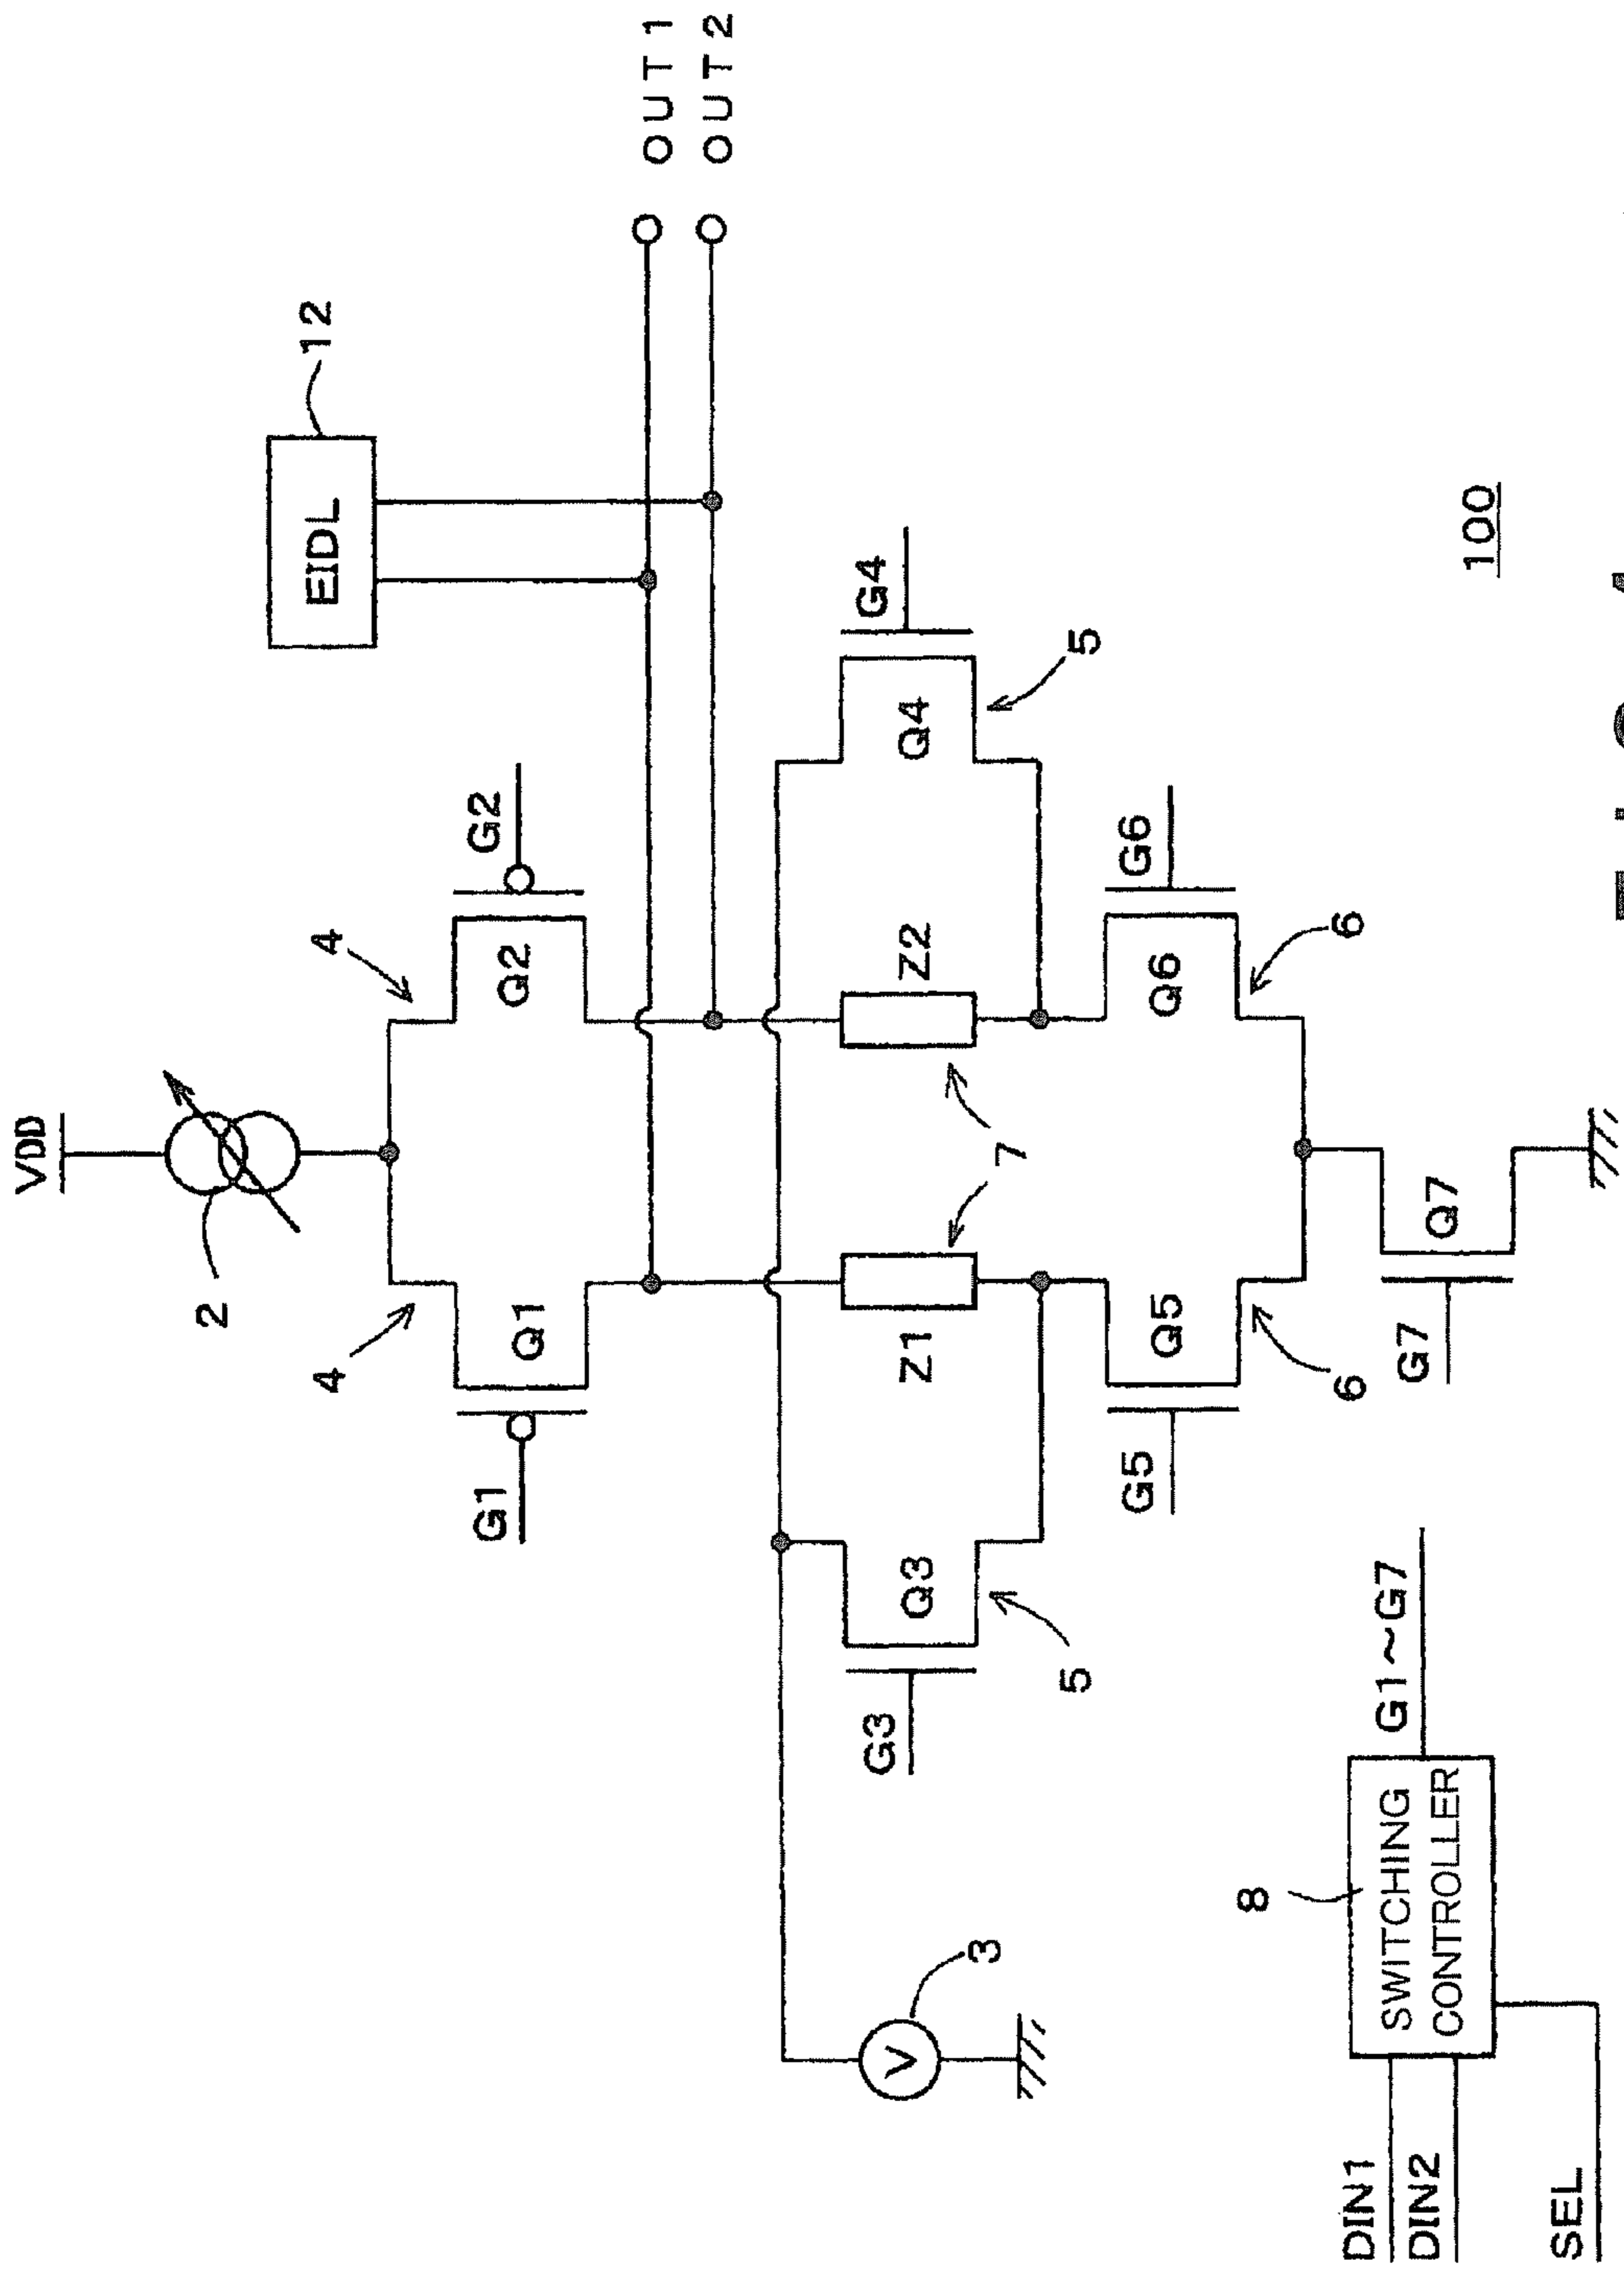 VDD
2
4
4
Q1
Q2
G1
G2
EIDL
12
OUT1
OUT2
Q3
Q4
G3
G4
5
5
Z1
Z2
7
3
V
Q5
Q6
G5
G6
6
6
Q7
G7
8
SWITCHING
CONTROLLER
G1~G7
DIN1
DIN2
SEL
100